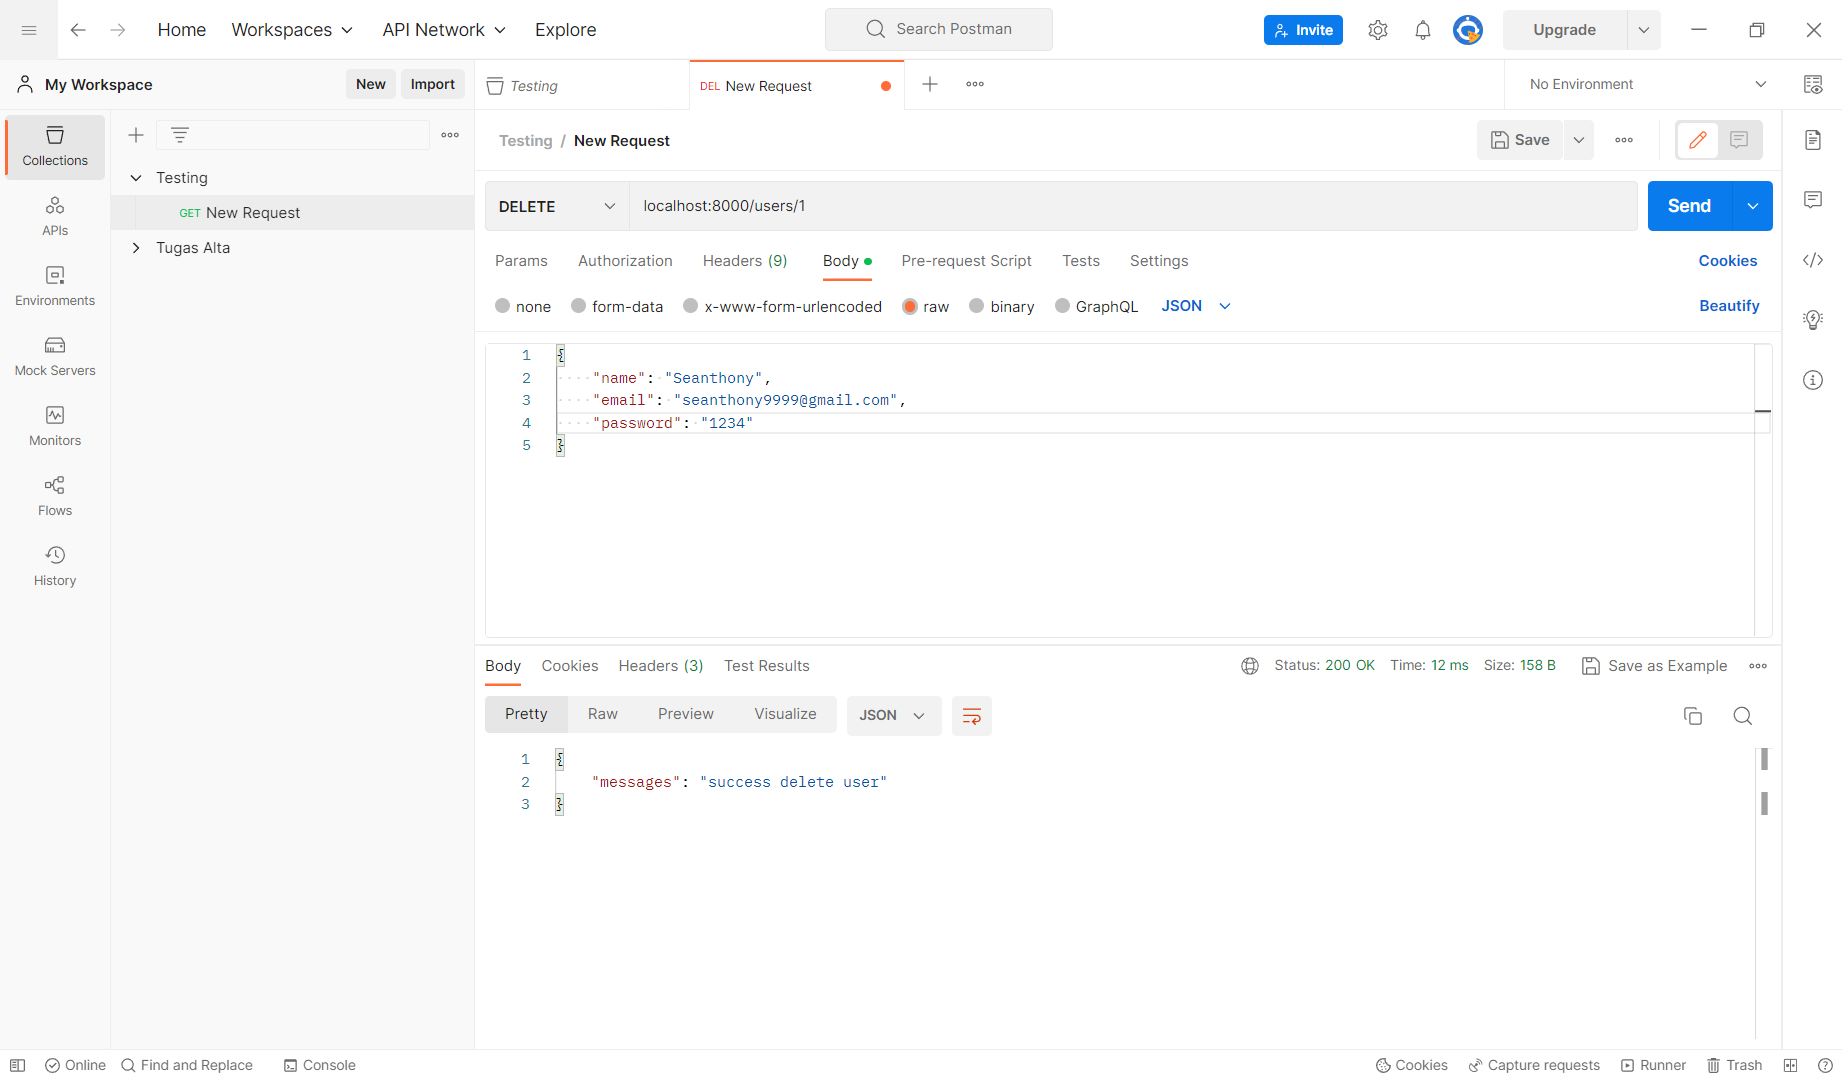 Home Workspaces API Network Explore Search Postman Invite Upgrade
My Workspace New Import Testing DEL New Request No Environment
Collections
APIs
Environments
Mock Servers
Monitors
Flows
History
Testing
GET New Request
Tugas Alta
Testing / New Request Save
DELETE localhost:8000/users/1 Send
Params Authorization Headers (9) Body Pre-request Script Tests Settings Cookies
none form-data x-www-form-urlencoded raw binary GraphQL JSON Beautify
1 {
2 "name": "Seanthony",
3 "email": "seanthony9999@gmail.com",
4 "password": "1234"
5 }
Body Cookies Headers (3) Test Results Status: 200 OK Time: 12 ms Size: 158 B Save as Example
Pretty Raw Preview Visualize JSON
1 {
2 "messages": "success delete user"
3 }
Online Find and Replace Console Cookies Capture requests Runner Trash